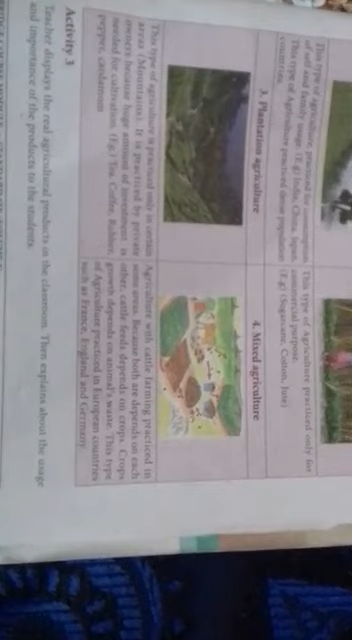 This type of agriculture, practiced for consumption
of self and family usage. (E.g) India, China, Japan.
This type of Agriculture practiced dense population
countries.
This type of Agriculture practiced only for
commercial purpose.
(E.g) (Sugarcane, Cotton, Jute)
3. Plantation agriculture
4. Mixed agriculture
This type of agriculture is practiced only in certain
areas (Mountains). It is practiced by private
owners because huge amount of investment is
needed for cultivation. (Eg.) Tea, Coffee, Rubber,
pepper, cardamom
Agriculture with cattle farming practiced in
some areas. Because both are depends on each
other, cattle feeds depends on crops. Crops
growth depends on animal's waste. This type
of Agriculture practiced in European countries
such as France, England and Germany
Activity 3
Teacher displays the real agricultural products in the classroom. Then explains about the usage
and importance of the products to the students.